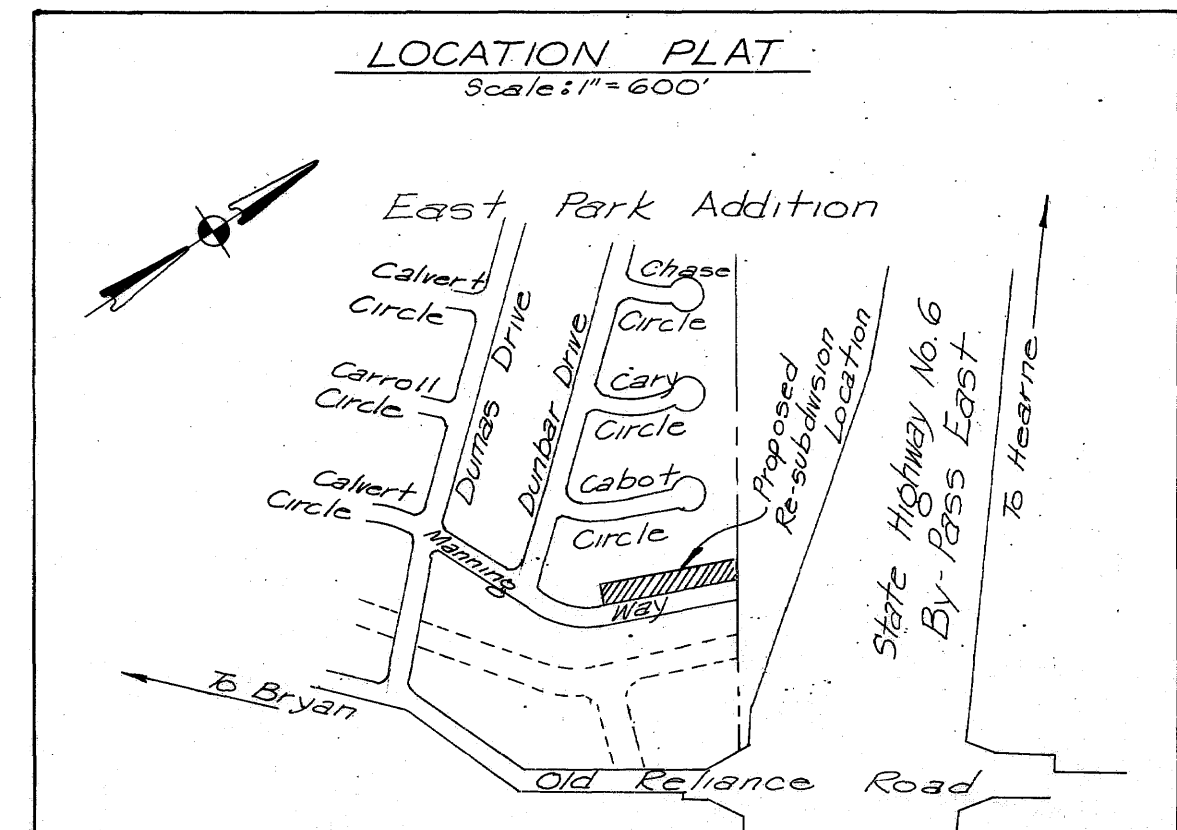 LOCATION PLAT
Scale: 1" = 600'
East Park Addition
Calvert
Circle
Carroll
Circle
Calvert
Circle
Dumas Drive
Dunbar Drive
Chase
Circle
Cary
Circle
Cabot
Circle
Manning
Way
Proposed
Re-subdivision
Location
State Highway No. 6
By-Pass East
To Hearne
To Bryan
Old Reliance Road